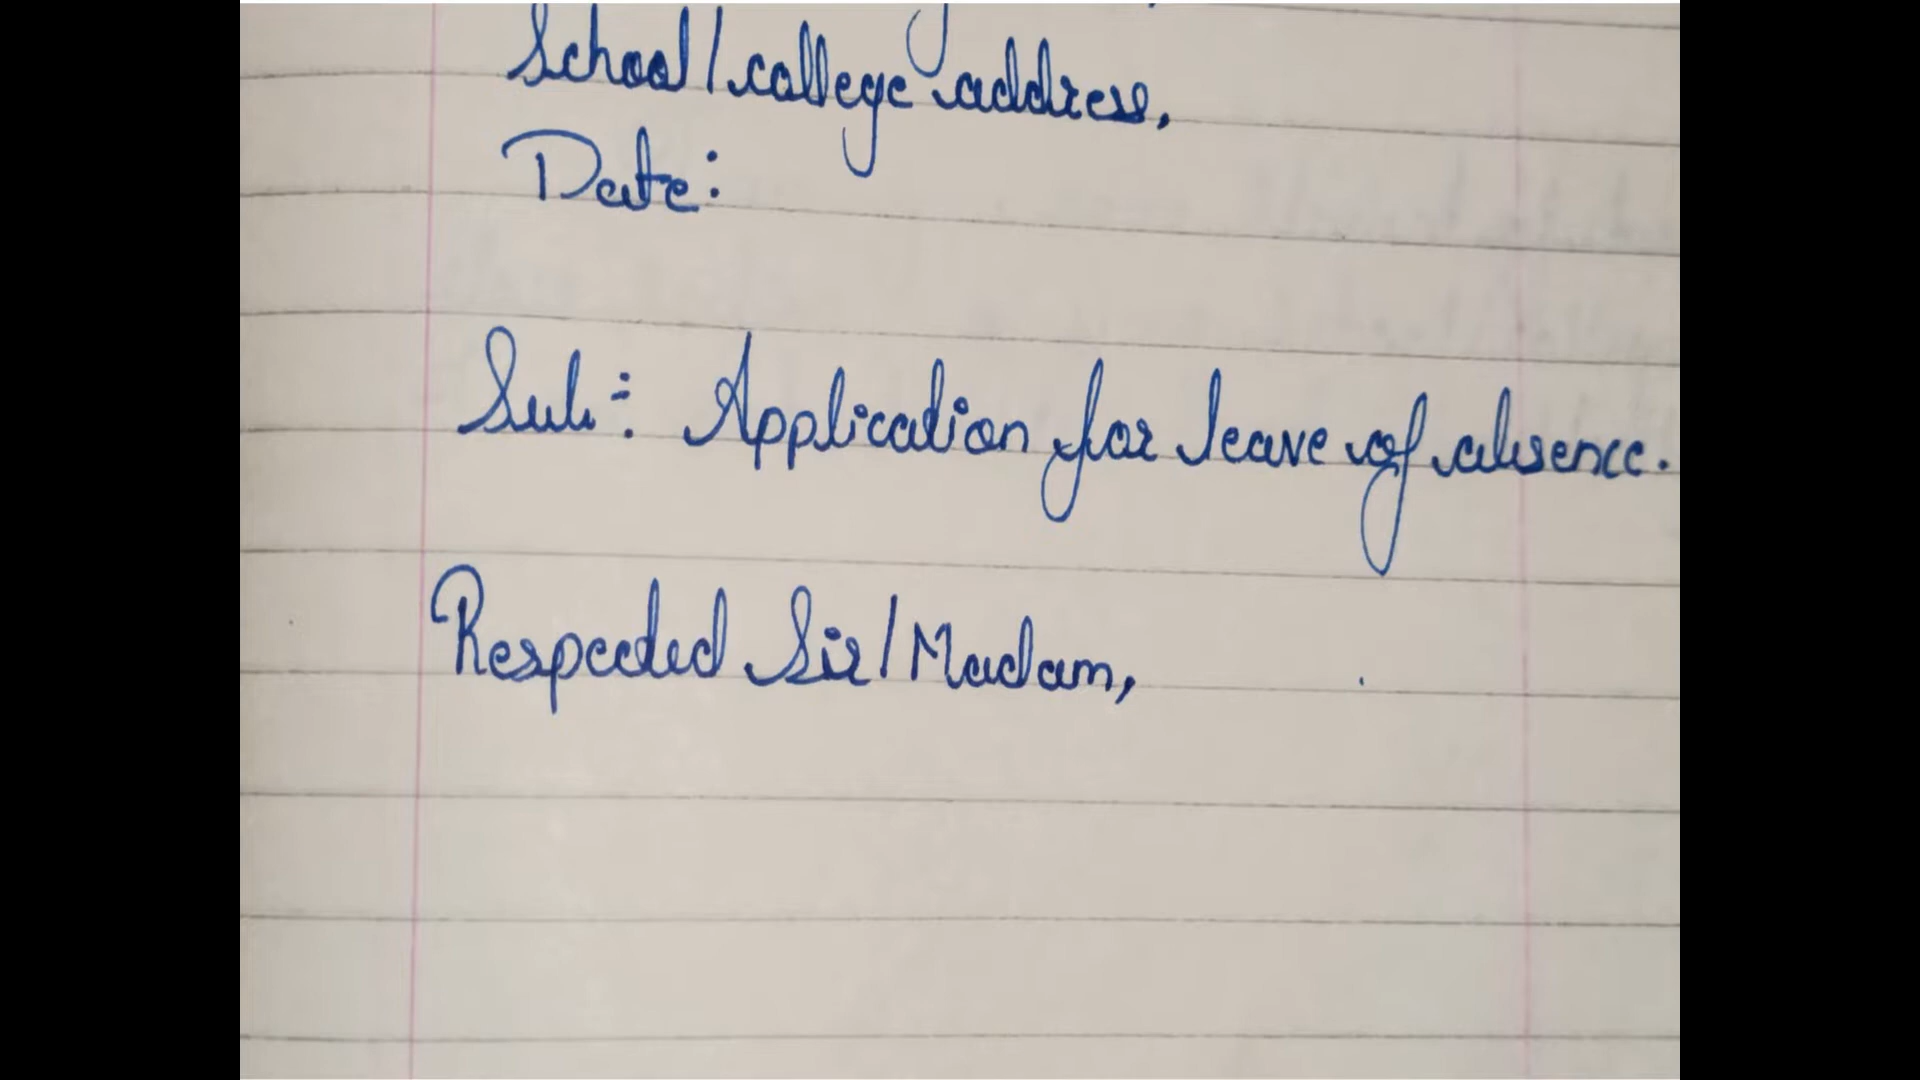 School/college address,
Date:
Sub:- Application for leave of absence.
Respected Sir/Madam,